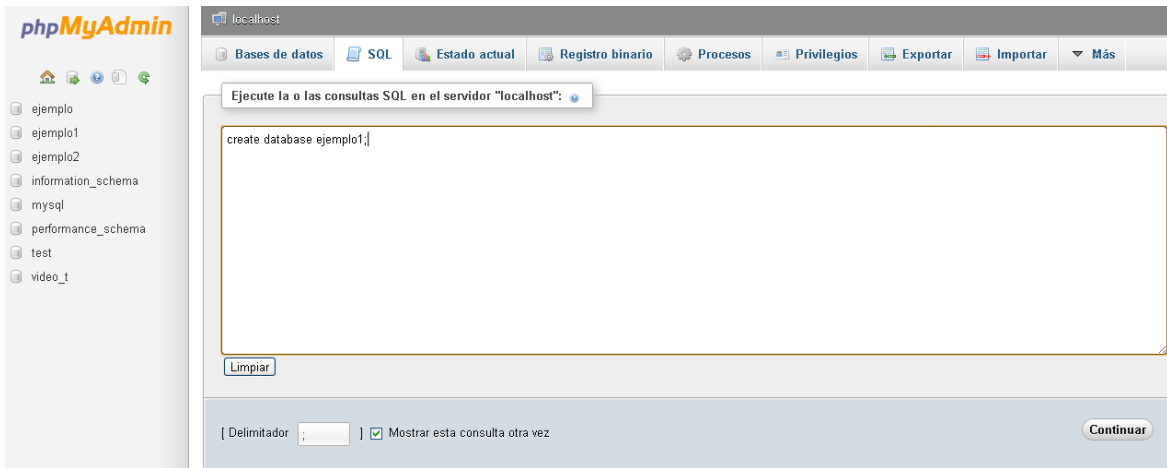 phpMyAdmin
ejemplo
ejemplo1
ejemplo2
information_schema
mysql
performance_schema
test
video_t
localhost
Bases de datos SQL Estado actual Registro binario Procesos Privilegios Exportar Importar Más
Ejecute la o las consultas SQL en el servidor "localhost":
create database ejemplo1;
Limpiar
[ Delimitador ; ] Mostrar esta consulta otra vez
Continuar